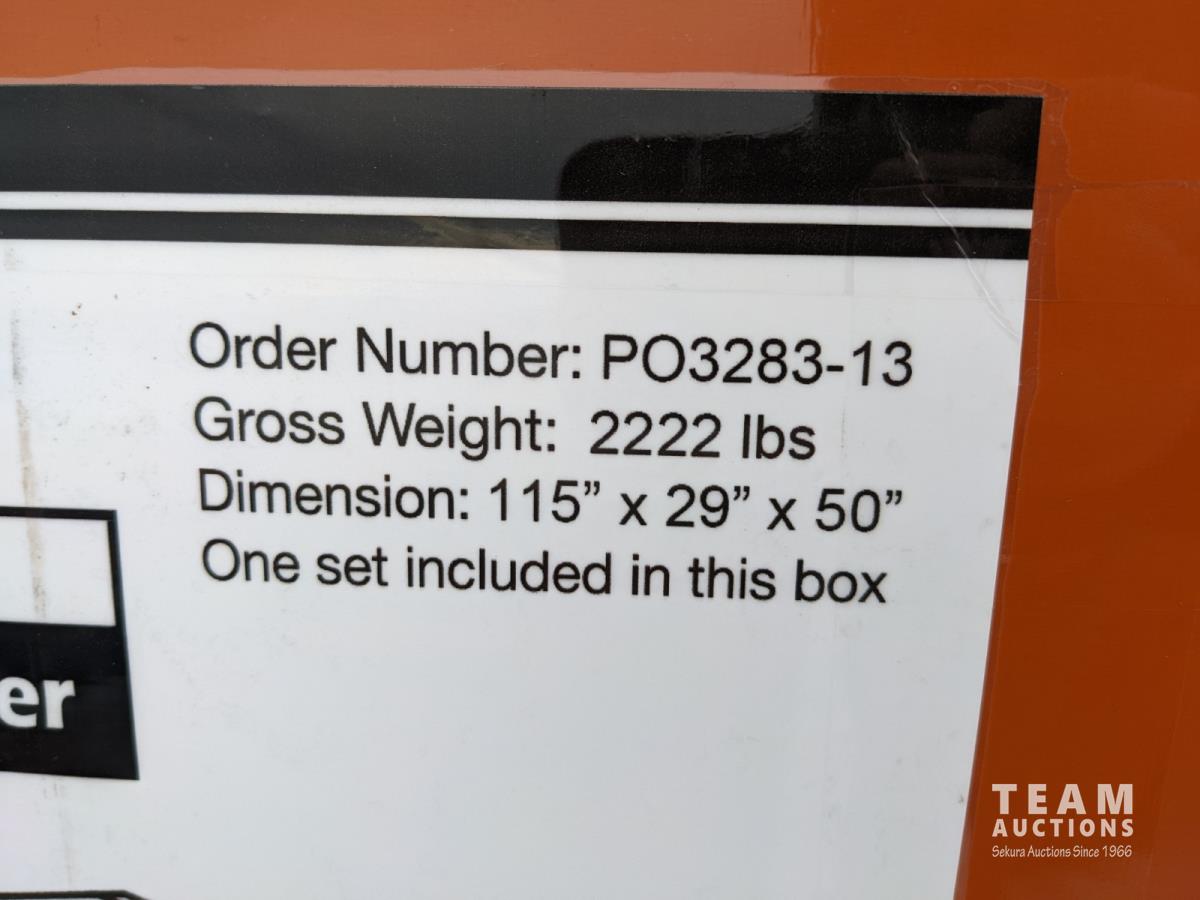 Order Number: PO3283-13
Gross Weight: 2222 lbs
Dimension: 115” x 29” x 50”
One set included in this box
er
TEAM
AUCTIONS
Sekura Auctions Since 1966